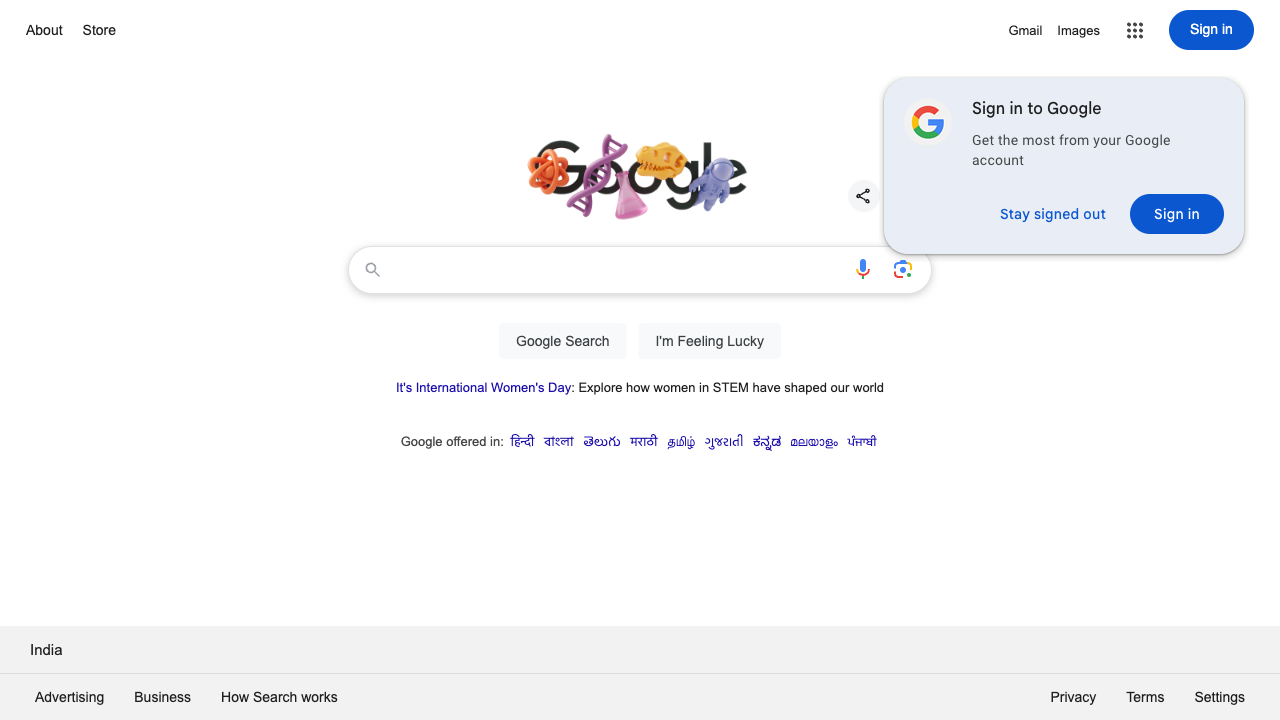 About Store
Gmail Images
Sign in
Sign in to Google
Get the most from your Google
account
Stay signed out Sign in
Google
Google Search I'm Feeling Lucky
It's International Women's Day: Explore how women in STEM have shaped our world
Google offered in: हिन्दी বাংলা తెలుగు मराठी தமிழ் ગુજરાતી ಕನ್ನಡ മലയാളം ਪੰਜਾਬੀ
India
Advertising Business How Search works
Privacy Terms Settings